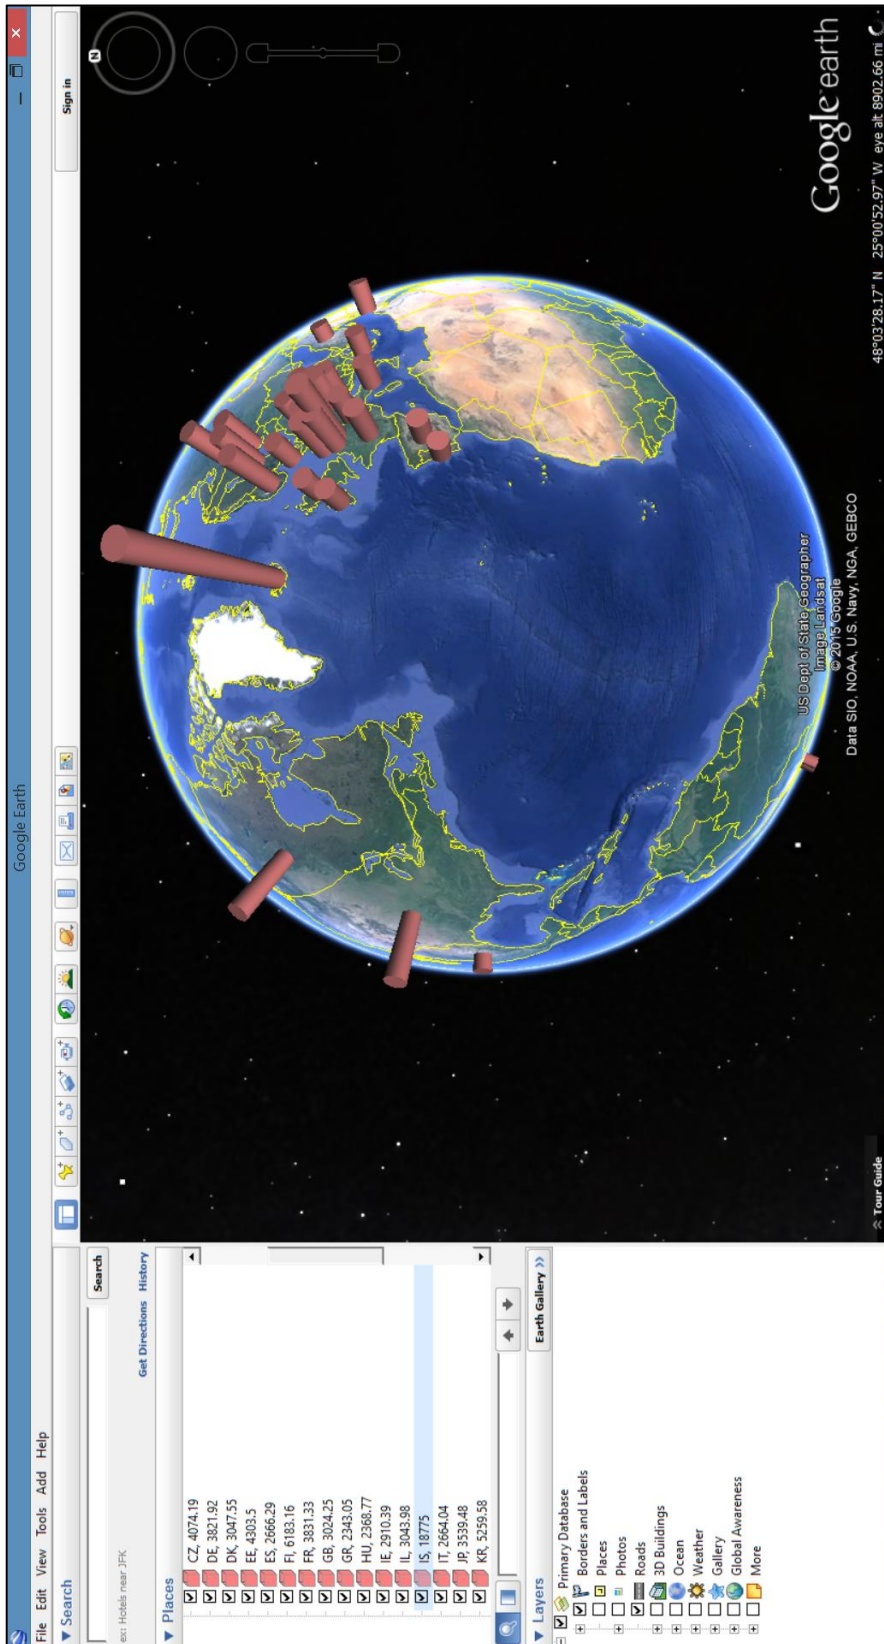 Google Earth
File Edit View Tools Add Help
Search
Sign in
Search
ex: Hotels near JFK
Get Directions History
Places
CZ, 4074.19
DE, 3821.92
DK, 3047.55
EE, 4303.5
ES, 2666.29
FI, 6183.16
FR, 3831.33
GB, 3024.25
GR, 2343.05
HU, 2368.77
IE, 2910.39
IL, 3043.98
IS, 18775
IT, 2664.04
JP, 3539.48
KR, 5259.58
Layers
Earth Gallery >>
Primary Database
Borders and Labels
Places
Photos
Roads
3D Buildings
Ocean
Weather
Gallery
Global Awareness
More
N
US Dept of State Geographer
Image Landsat
© 2015 Google
Data SIO, NOAA, U.S. Navy, NGA, GEBCO
Google earth
Tour Guide
48°03'28.17" N 25°00'52.97" W eye alt 8902.66 mi